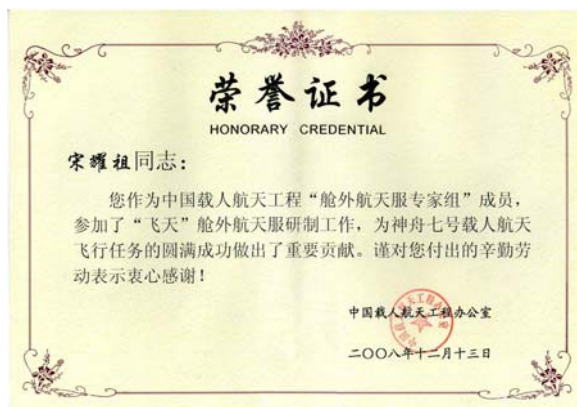 荣誉证书
HONORARY CREDENTIAL
宋耀祖同志：
您作为中国载人航天工程“舱外航天服专家组”成员，
参加了“飞天”舱外航天服研制工作，为神舟七号载人航天
飞行任务的圆满成功做出了重要贡献。谨对您付出的辛勤劳
动表示衷心感谢！
中国载人航天工程办公室
二〇〇八年十二月十三日